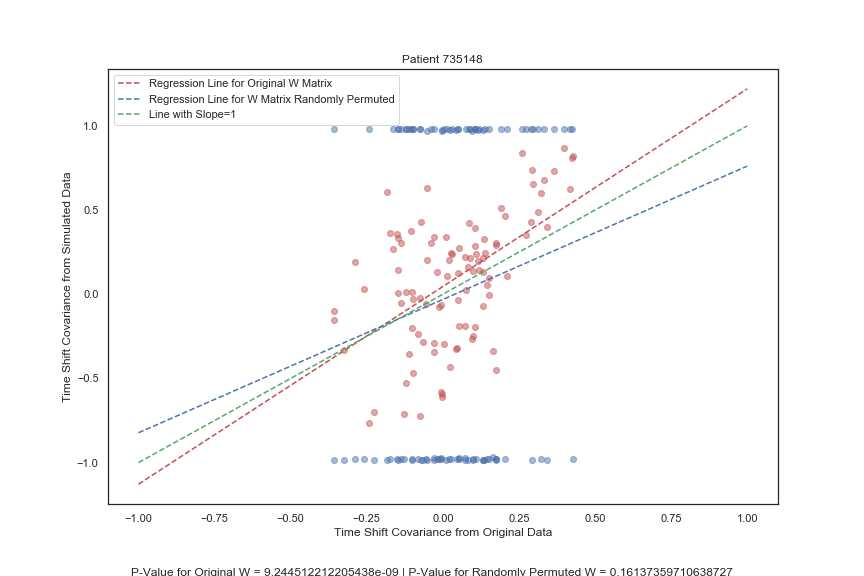 Patient 735148
Regression Line for Original W Matrix
Regression Line for W Matrix Randomly Permuted
Line with Slope=1
Time Shift Covariance from Simulated Data
1.0
0.5
0.0
−0.5
−1.0
−1.00 −0.75 −0.50 −0.25 0.00 0.25 0.50 0.75 1.00
Time Shift Covariance from Original Data
P-Value for Original W = 9.244512212205438e-09 | P-Value for Randomly Permuted W = 0.16137359710638727